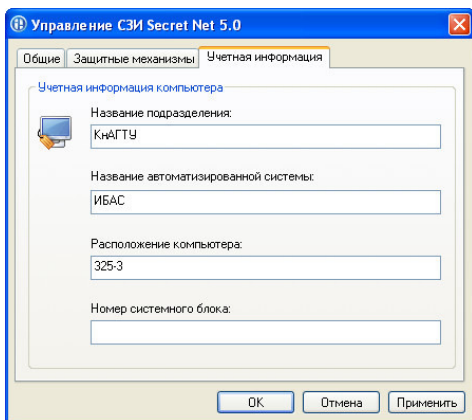 Управление СЗИ Secret Net 5.0
Общие Защитные механизмы Учетная информация
Учетная информация компьютера
Название подразделения:
КнАГТУ
Название автоматизированной системы:
ИБАС
Расположение компьютера:
325-3
Номер системного блока:
OK Отмена Применить